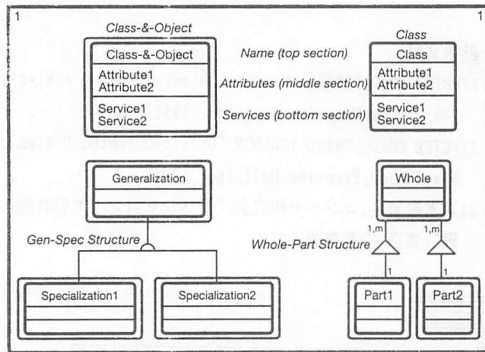 1 1
Class-&-Object
Class
Class-&-Object
Name (top section)
Class
Attribute1
Attribute2
Attributes (middle section)
Attribute1
Attribute2
Service1
Service2
Services (bottom section)
Service1
Service2
Generalization
Whole
Gen-Spec Structure
1,m 1,m
Whole-Part Structure
1 1
Specialization1
Specialization2
Part1
Part2